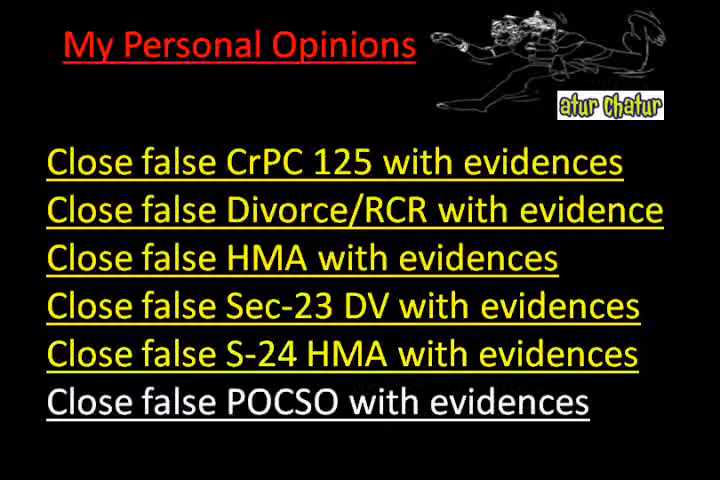 My Personal Opinions
atur Chatur
Close false CrPC 125 with evidences
Close false Divorce/RCR with evidence
Close false HMA with evidences
Close false Sec-23 DV with evidences
Close false S-24 HMA with evidences
Close false POCSO with evidences